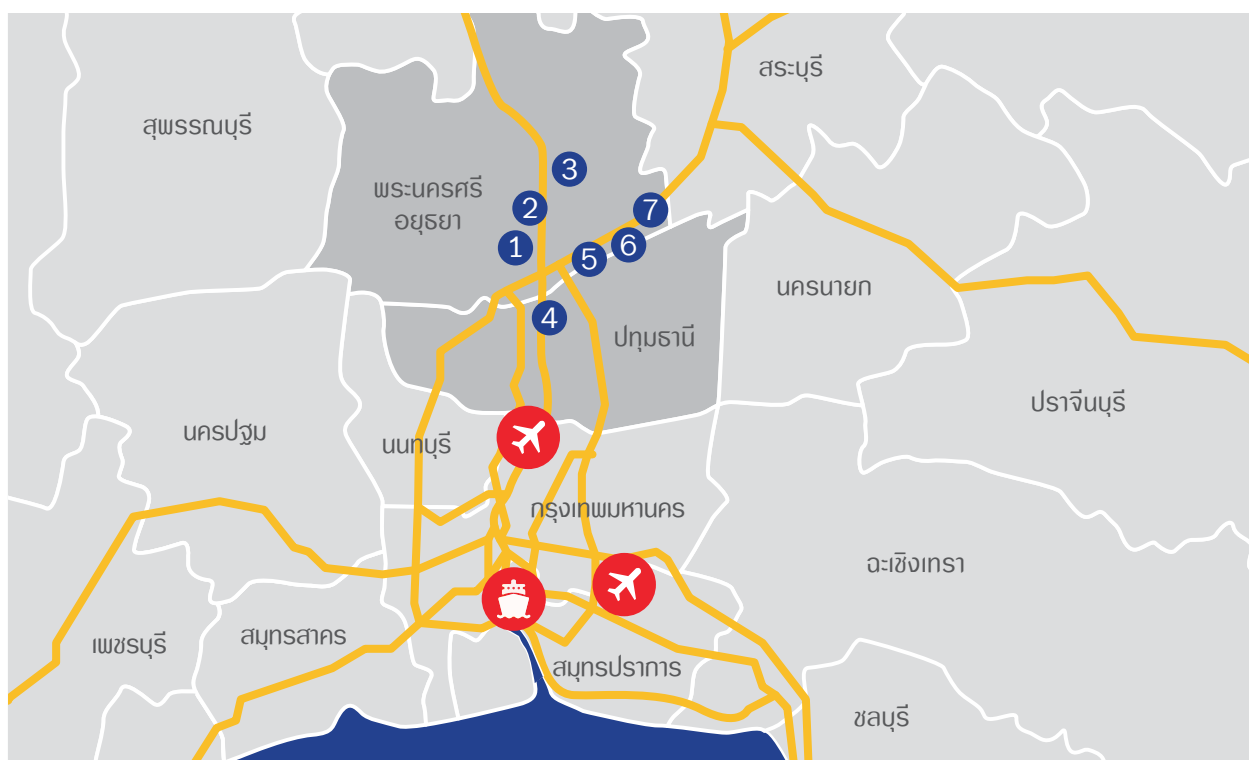 สระบุรี
สุพรรณบุรี
3
พระนครศรี
อยุธยา
2
7
1
6
5
นครนายก
4
ปทุมธานี
ปราจีนบุรี
นครปฐม
นนทบุรี
กรุงเทพมหานคร
ฉะเชิงเทรา
เพชรบุรี
สมุทรสาคร
สมุทรปราการ
ชลบุรี